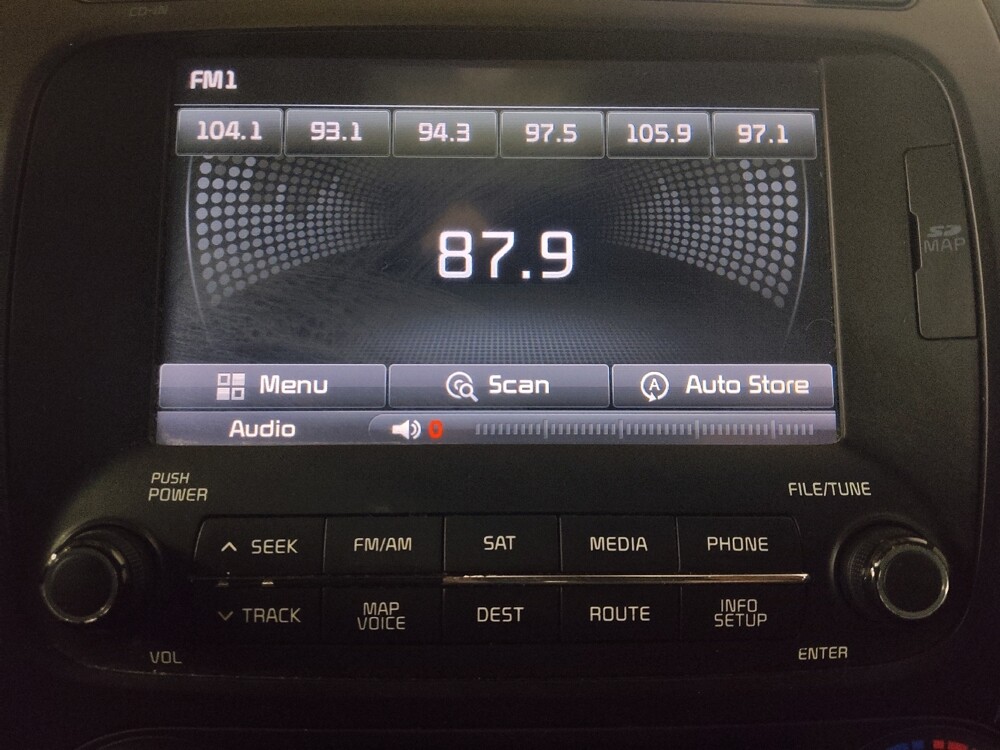 CD-IN
FM1
104.1 93.1 94.3 97.5 105.9 97.1
87.9
SD
MAP
Menu Scan A Auto Store
Audio 0
PUSH
POWER
FILE/TUNE
SEEK FM/AM SAT MEDIA PHONE
TRACK MAP VOICE DEST ROUTE INFO SETUP
VOL
ENTER